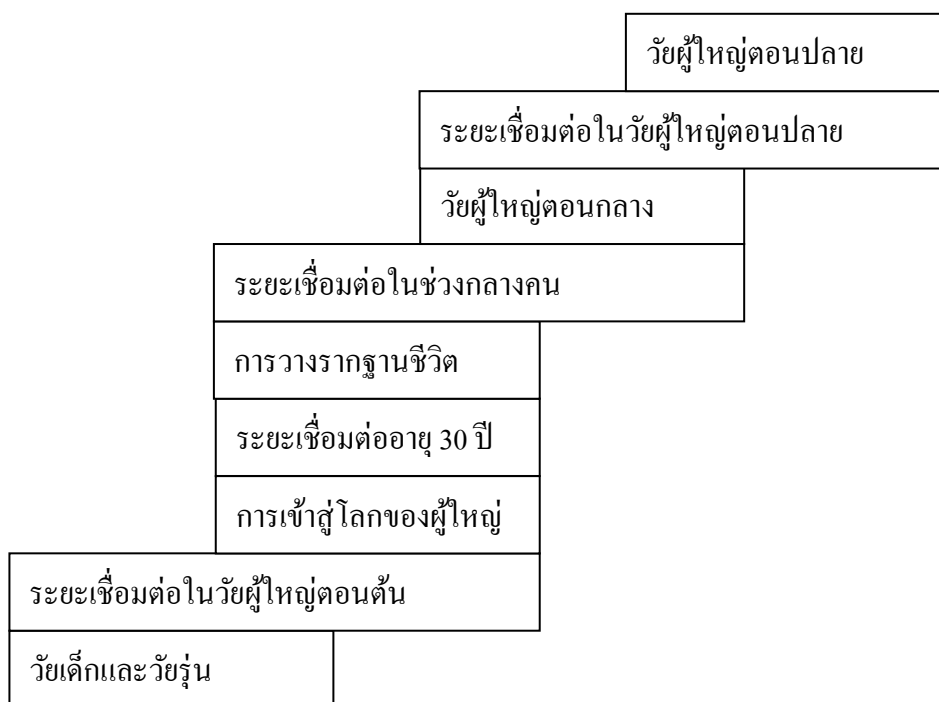 วัยผู้ใหญ่ตอนปลาย
ระยะเชื่อมต่อในวัยผู้ใหญ่ตอนปลาย
วัยผู้ใหญ่ตอนกลาง
ระยะเชื่อมต่อในช่วงกลางคน
การวางรากฐานชีวิต
ระยะเชื่อมต่ออายุ 30 ปี
การเข้าสู่โลกของผู้ใหญ่
ระยะเชื่อมต่อในวัยผู้ใหญ่ตอนต้น
วัยเด็กและวัยรุ่น